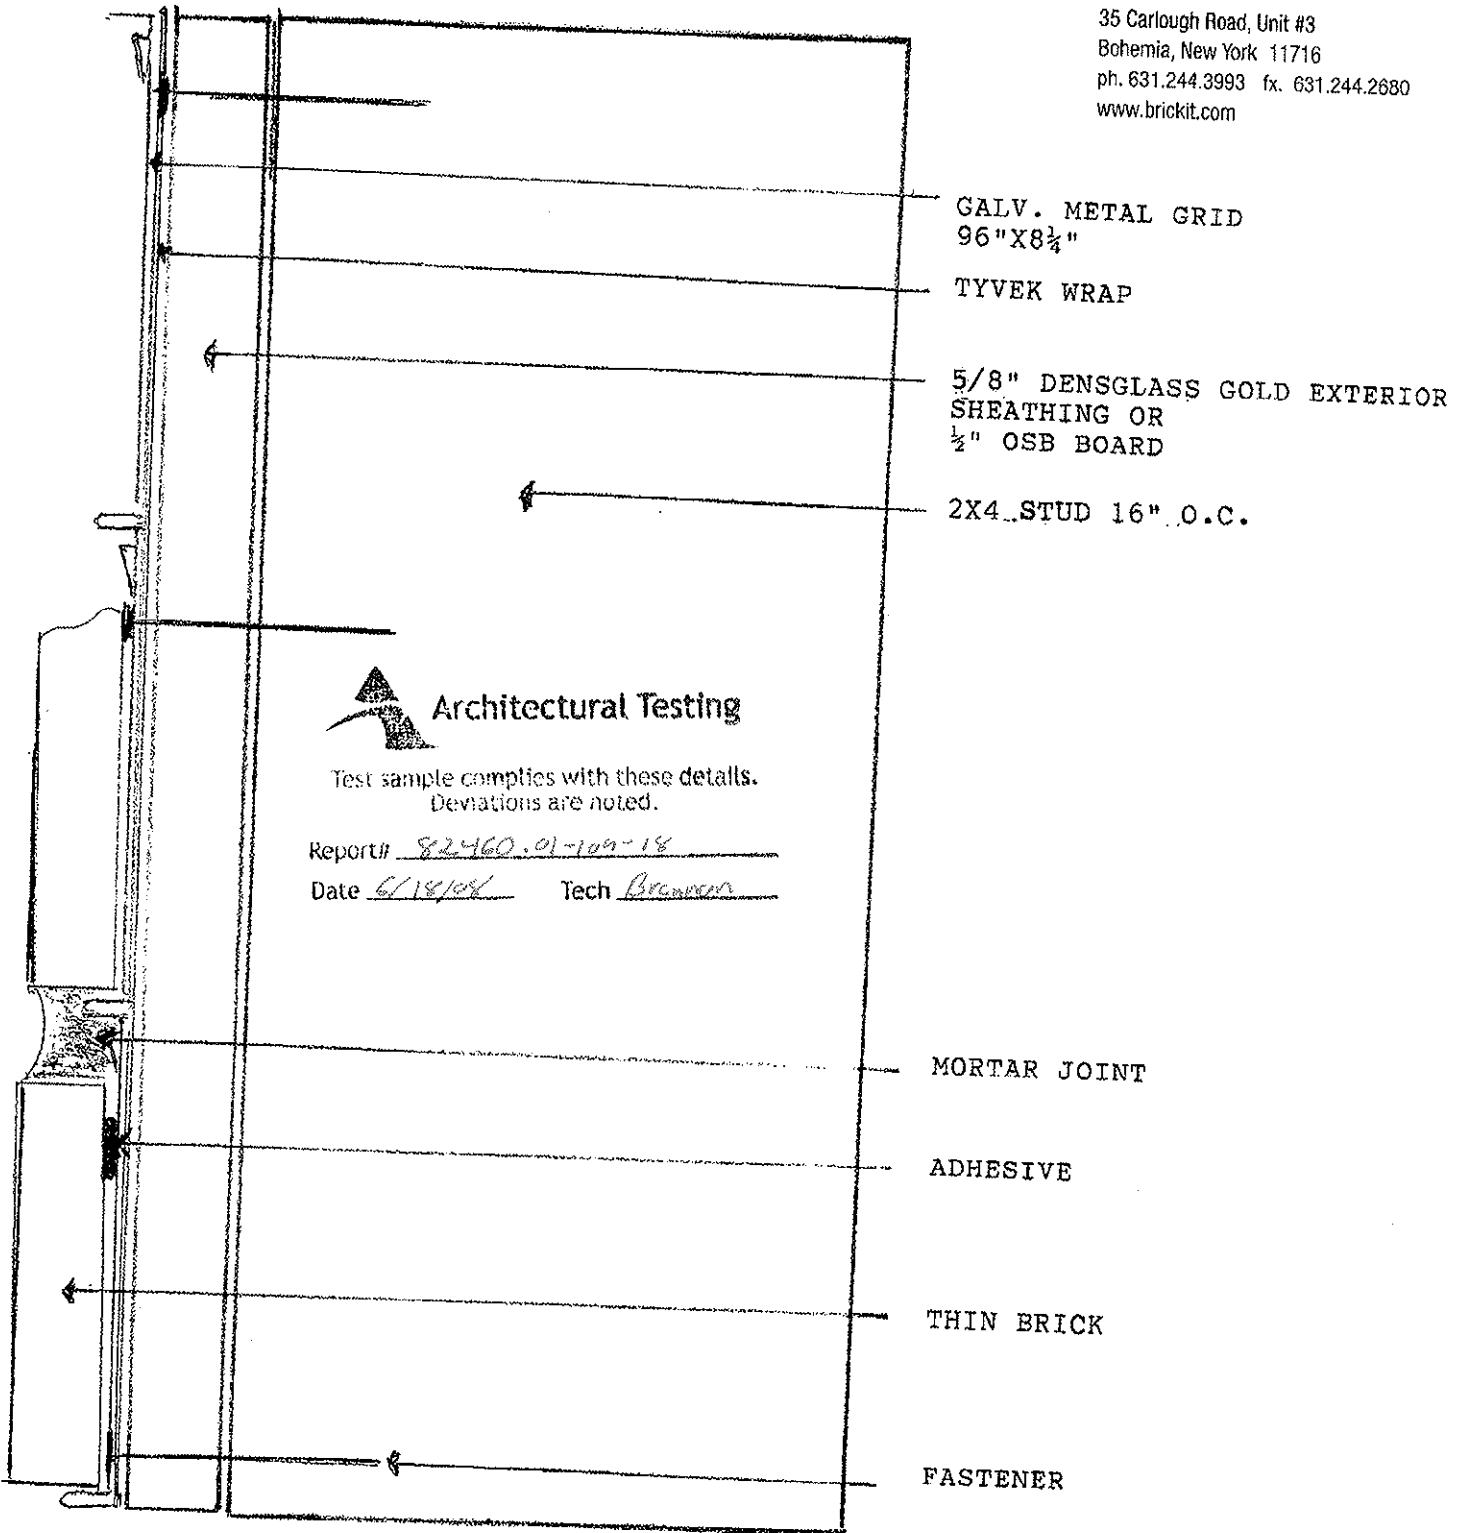 35 Carlough Road, Unit #3
Bohemia, New York 11716
ph. 631.244.3993 fx. 631.244.2680
www.brickit.com
GALV. METAL GRID
96"X8¼"
TYVEK WRAP
5/8" DENSGLASS GOLD EXTERIOR
SHEATHING OR
½" OSB BOARD
2X4 STUD 16" O.C.
Architectural Testing
Test sample complies with these details.
Deviations are noted.
Report# 82460.01-109-18
Date 6/18/08 Tech
MORTAR JOINT
ADHESIVE
THIN BRICK
FASTENER